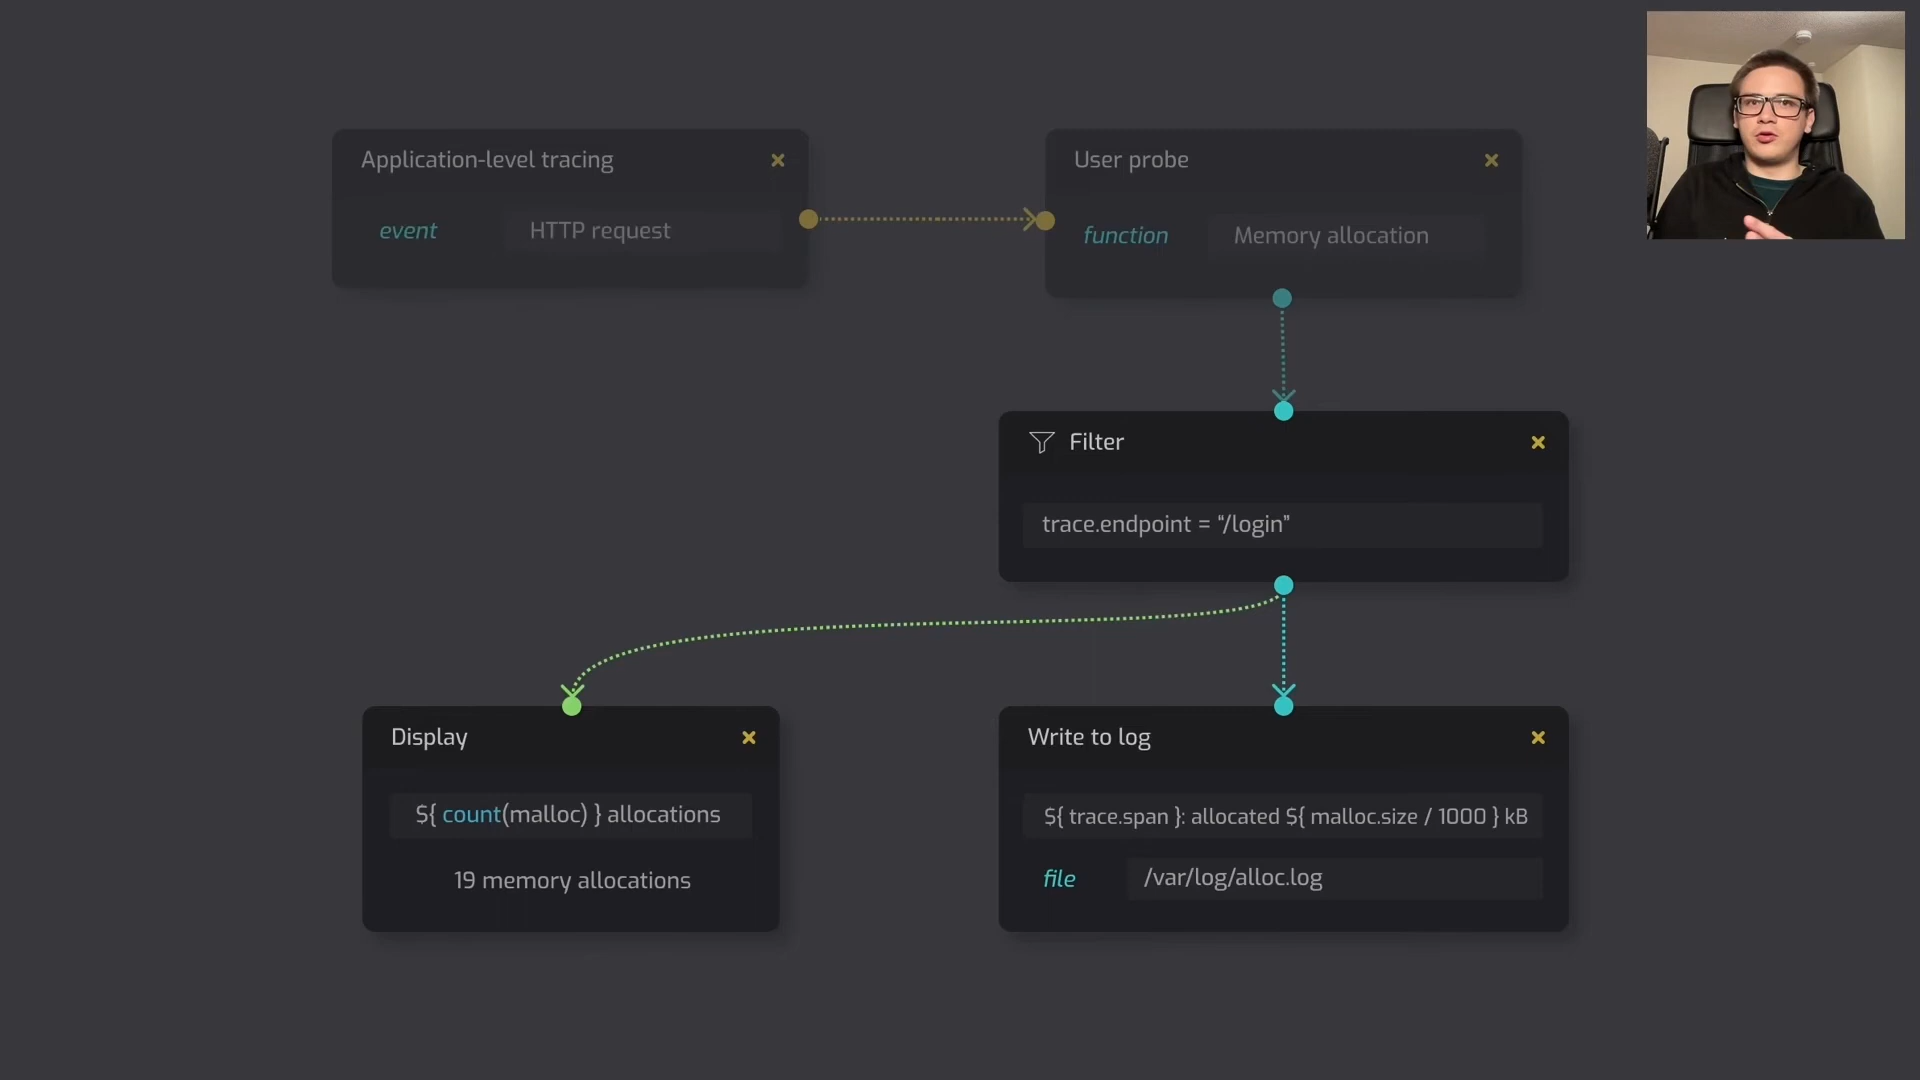 Application-level tracing
event HTTP request
User probe
function Memory allocation
Filter
trace.endpoint = “/login”
Display
${ count(malloc) } allocations
19 memory allocations
Write to log
${ trace.span }: allocated ${ malloc.size / 1000 } kB
file /var/log/alloc.log